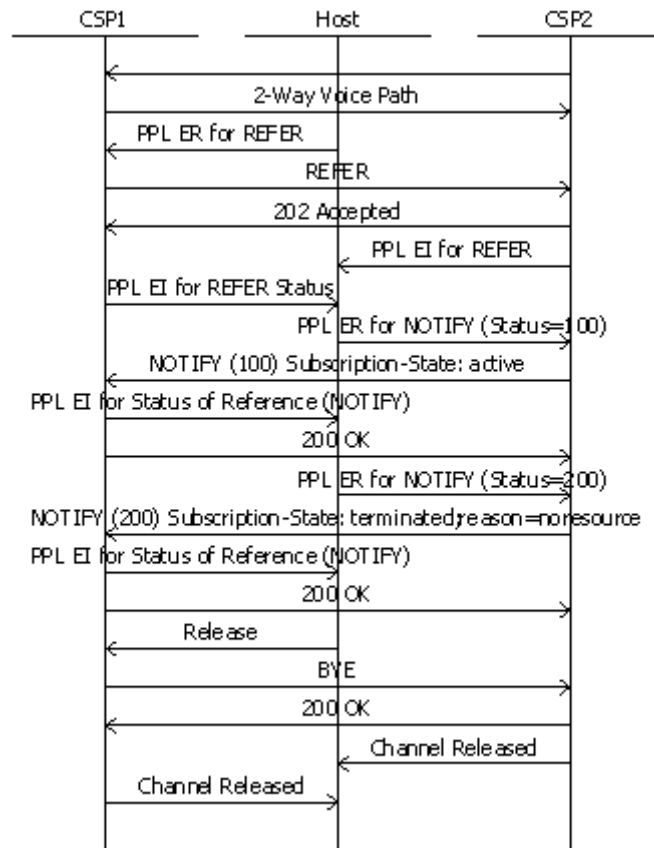 CSP1 Host CSP2
2-Way Voice Path
PPL ER for REFER
REFER
202 Accepted
PPL EI for REFER
PPL EI for REFER Status
PPL ER for NOTIFY (Status=100)
NOTIFY (100) Subscription-State: active
PPL EI for Status of Reference (NOTIFY)
200 OK
PPL ER for NOTIFY (Status=200)
NOTIFY (200) Subscription-State: terminated;reason=noresource
PPL EI for Status of Reference (NOTIFY)
200 OK
Release
BYE
200 OK
Channel Released
Channel Released